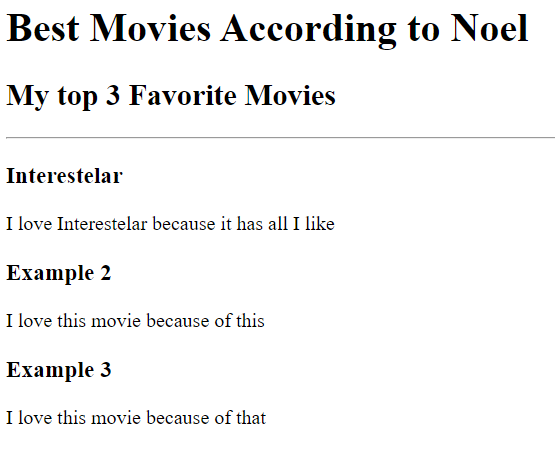 Best Movies According to Noel
My top 3 Favorite Movies
Interestelar
I love Interestelar because it has all I like
Example 2
I love this movie because of this
Example 3
I love this movie because of that